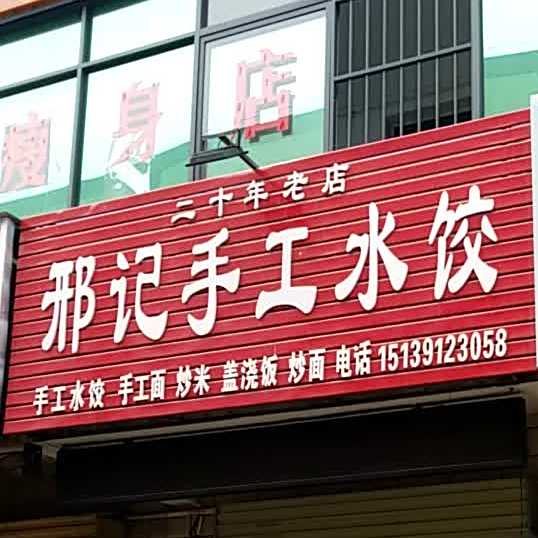 瘦身店
二十年老店
邢记手工水饺
手工水饺 手工面 炒米 盖浇饭 炒面 电话 15139123058